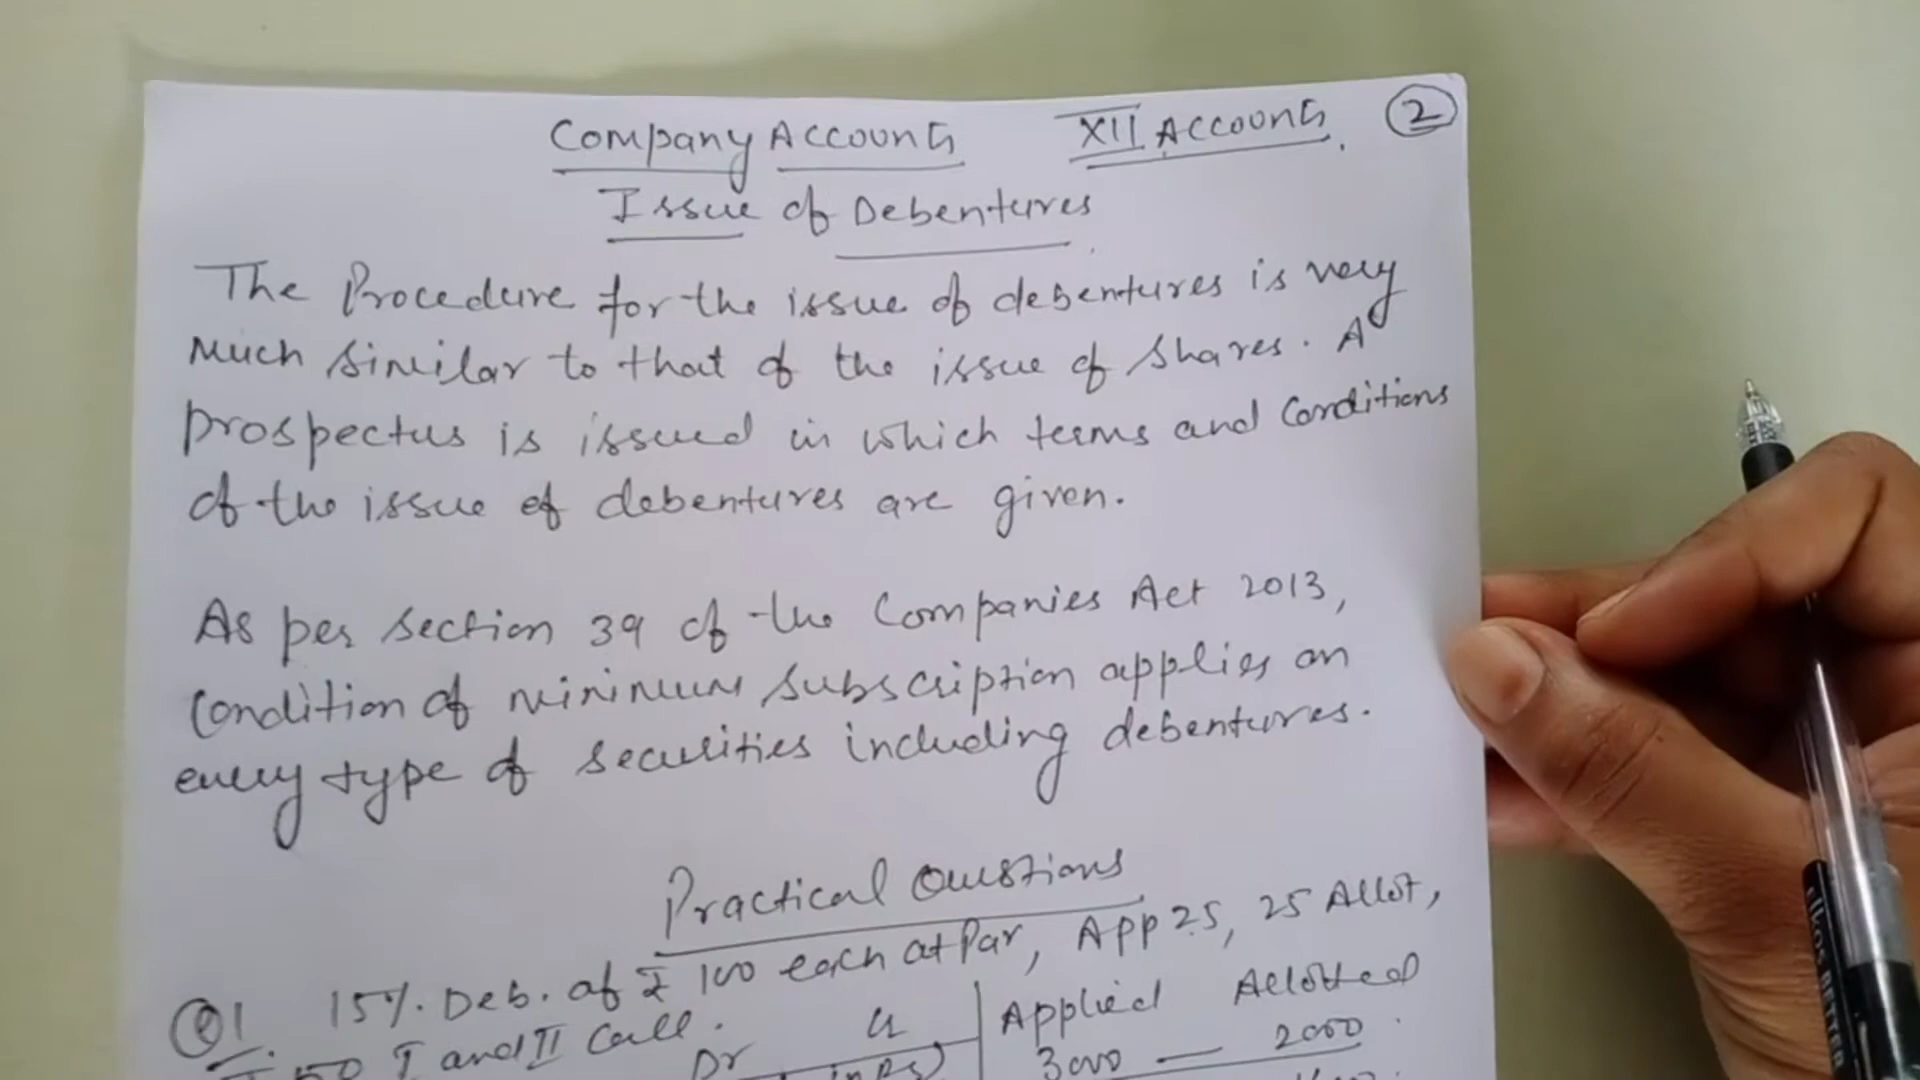 Company Accounts XII Accounts. 2
Issue of Debentures
The Procedure for the issue of debentures is very
much similar to that of the issue of shares. A
prospectus is issued in which terms and conditions
of the issue of debentures are given.
As per section 39 of the Companies Act 2013,
Condition of minimum subscription applies on
every type of securities including debentures.
Practical Questions
Q1. 15%. Deb. of ₹ 100 each at Par, App 25, 25 Allot,
50 I and II Call.
Applied Allotted
3000 — 2000
Dr